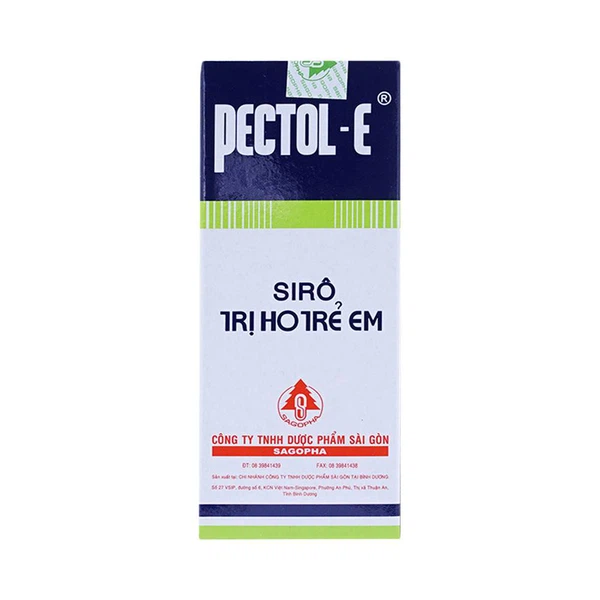 PECTOL-E ®
SIRÔ
TRỊ HO TRẺ EM
S
SAGOPHA
CÔNG TY TNHH DƯỢC PHẨM SÀI GÒN
SAGOPHA
ĐT: 08 39841439 FAX: 08 39841438
Sản xuất tại: CHI NHÁNH CÔNG TY TNHH DƯỢC PHẨM SÀI GÒN TẠI BÌNH DƯƠNG
Số 27 VSIP, Đường số 6, KCN Việt Nam-Singapore, Phường An Phú, Thị xã Thuận An,
Tỉnh Bình Dương